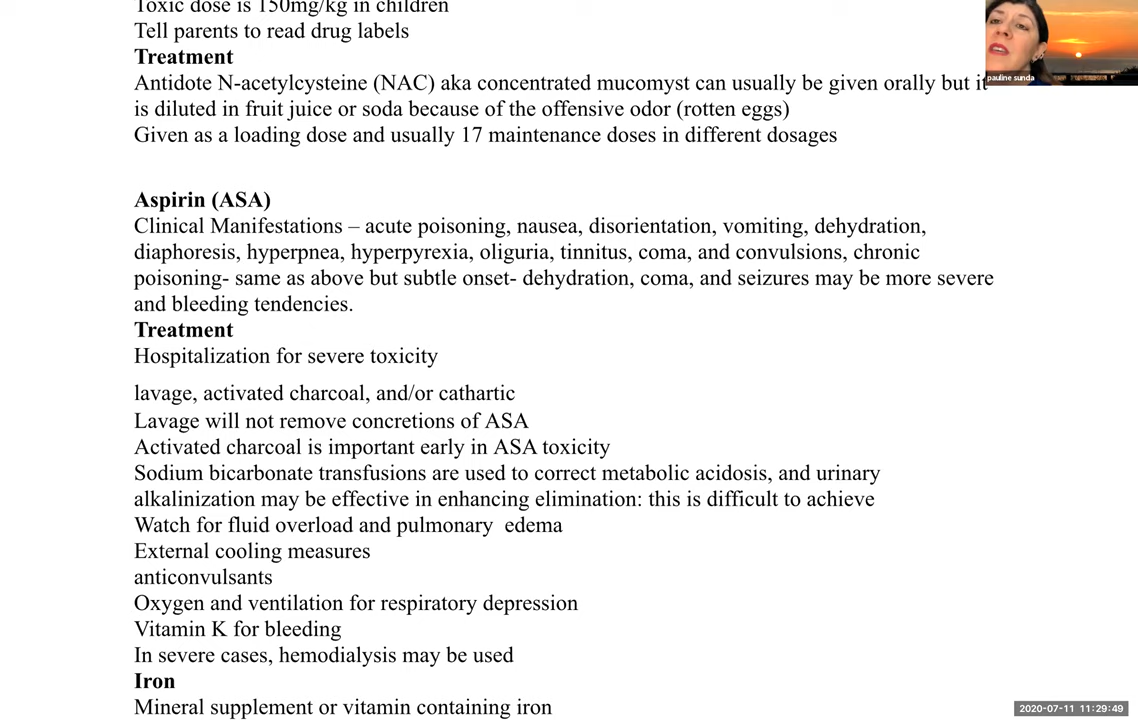 Toxic dose is 150mg/kg in children
Tell parents to read drug labels
Treatment
Antidote N-acetylcysteine (NAC) aka concentrated mucomyst can usually be given orally but it
is diluted in fruit juice or soda because of the offensive odor (rotten eggs)
Given as a loading dose and usually 17 maintenance doses in different dosages
pauline sunda
Aspirin (ASA)
Clinical Manifestations – acute poisoning, nausea, disorientation, vomiting, dehydration,
diaphoresis, hyperpnea, hyperpyrexia, oliguria, tinnitus, coma, and convulsions, chronic
poisoning- same as above but subtle onset- dehydration, coma, and seizures may be more severe
and bleeding tendencies.
Treatment
Hospitalization for severe toxicity
lavage, activated charcoal, and/or cathartic
Lavage will not remove concretions of ASA
Activated charcoal is important early in ASA toxicity
Sodium bicarbonate transfusions are used to correct metabolic acidosis, and urinary
alkalinization may be effective in enhancing elimination: this is difficult to achieve
Watch for fluid overload and pulmonary  edema
External cooling measures
anticonvulsants
Oxygen and ventilation for respiratory depression
Vitamin K for bleeding
In severe cases, hemodialysis may be used
Iron
Mineral supplement or vitamin containing iron
2020-07-11 11:29:49